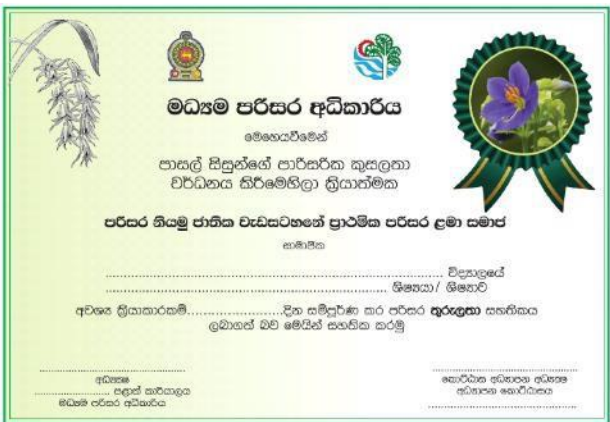 මධ්‍යම පරිසර අධිකාරිය
මෙහෙයවීමෙන්
පාසල් සිසුන්ගේ පාරිසරික කුසලතා
වර්ධනය කිරීමෙහිලා ක්‍රියාත්මක
පරිසර නියමු ජාතික වැඩසටහනේ ප්‍රාථමික පරිසර ළමා සමාජ
සාමාජික
.................... විද්‍යාලයේ
.................... ශිෂ්‍යයා/ ශිෂ්‍යාව
අවශ්‍ය ක්‍රියාකාරකම්....................දින සම්පූර්ණ කර පරිසර තුරුලතා සහතිකය
ලබාගත් බව මෙයින් සහතික කරමු
....................
අධ්‍යක්ෂ
.................... පළාත් කාර්යාලය
මධ්‍යම පරිසර අධිකාරිය
....................
කොට්ඨාස අධ්‍යාපන අධ්‍යක්ෂ
අධ්‍යාපන කොට්ඨාසය
....................